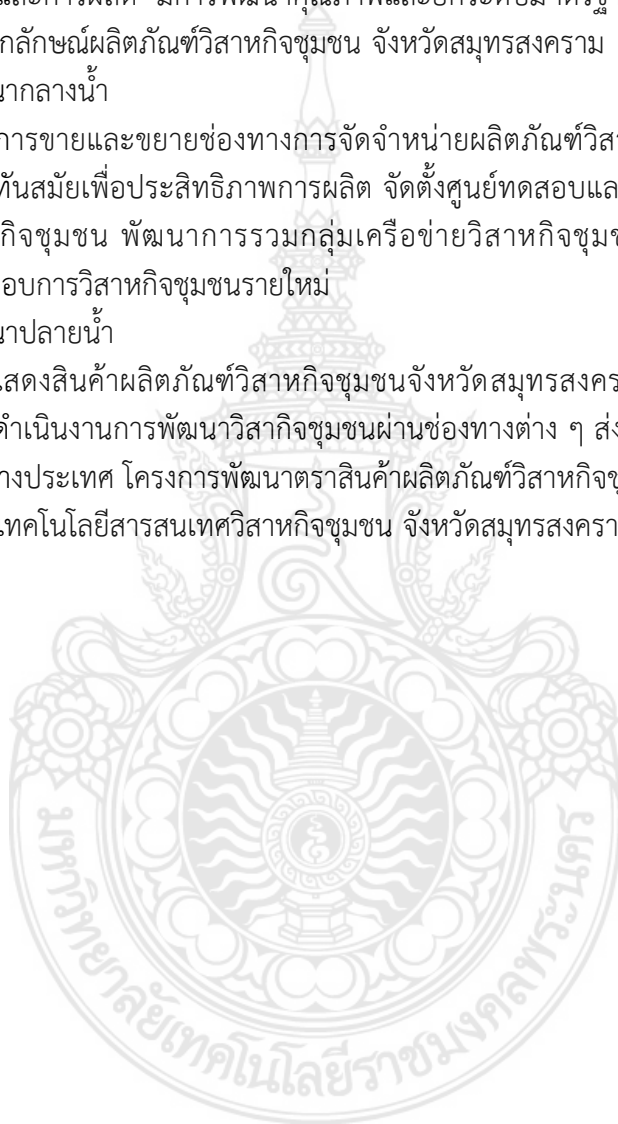 และการผลิต มีการพัฒนาคุณภาพและยกระดับมาตรฐ
กลักษณ์ผลิตภัณฑ์วิสาหกิจชุมชน จังหวัดสมุทรสงคราม
นากลางน้ำ
การขายและขยายช่องทางการจัดจำหน่ายผลิตภัณฑ์วิสา
ทันสมัยเพื่อประสิทธิภาพการผลิต จัดตั้งศูนย์ทดสอบแล
กิจชุมชน พัฒนาการรวมกลุ่มเครือข่ายวิสาหกิจชุมช
อบการวิสาหกิจชุมชนรายใหม่
นาปลายน้ำ
แสดงสินค้าผลิตภัณฑ์วิสาหกิจชุมชนจังหวัดสมุทรสงคร
ดำเนินงานการพัฒนาวิสากิจชุมชนผ่านช่องทางต่าง ๆ ส่ง
างประเทศ โครงการพัฒนาตราสินค้าผลิตภัณฑ์วิสาหกิจชุ
เทคโนโลยีสารสนเทศวิสาหกิจชุมชน จังหวัดสมุทรสงครา
มหาวิทยาลัยเทคโนโลยีราชมงคลพระนคร